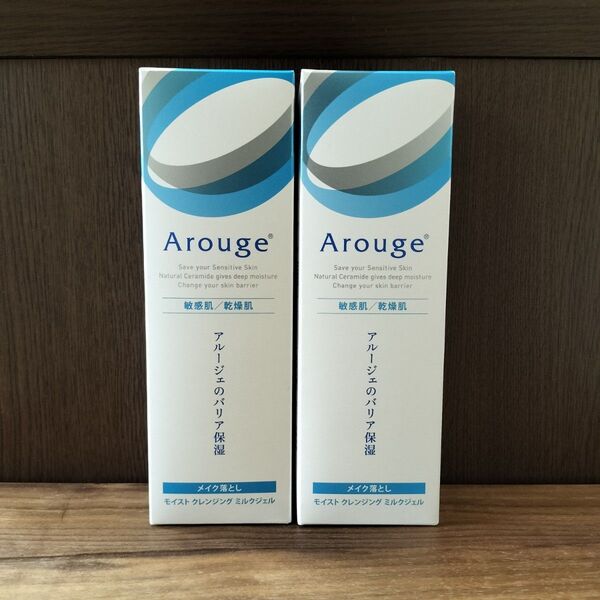 Arouge®
Save your Sensitive Skin
Natural Ceramide gives deep moisture
Change your skin barrier
敏感肌／乾燥肌
アルージェのバリア保湿
メイク落とし
モイスト クレンジング ミルクジェル
Arouge®
Save your Sensitive Skin
Natural Ceramide gives deep moisture
Change your skin barrier
敏感肌／乾燥肌
アルージェのバリア保湿
メイク落とし
モイスト クレンジング ミルクジェル